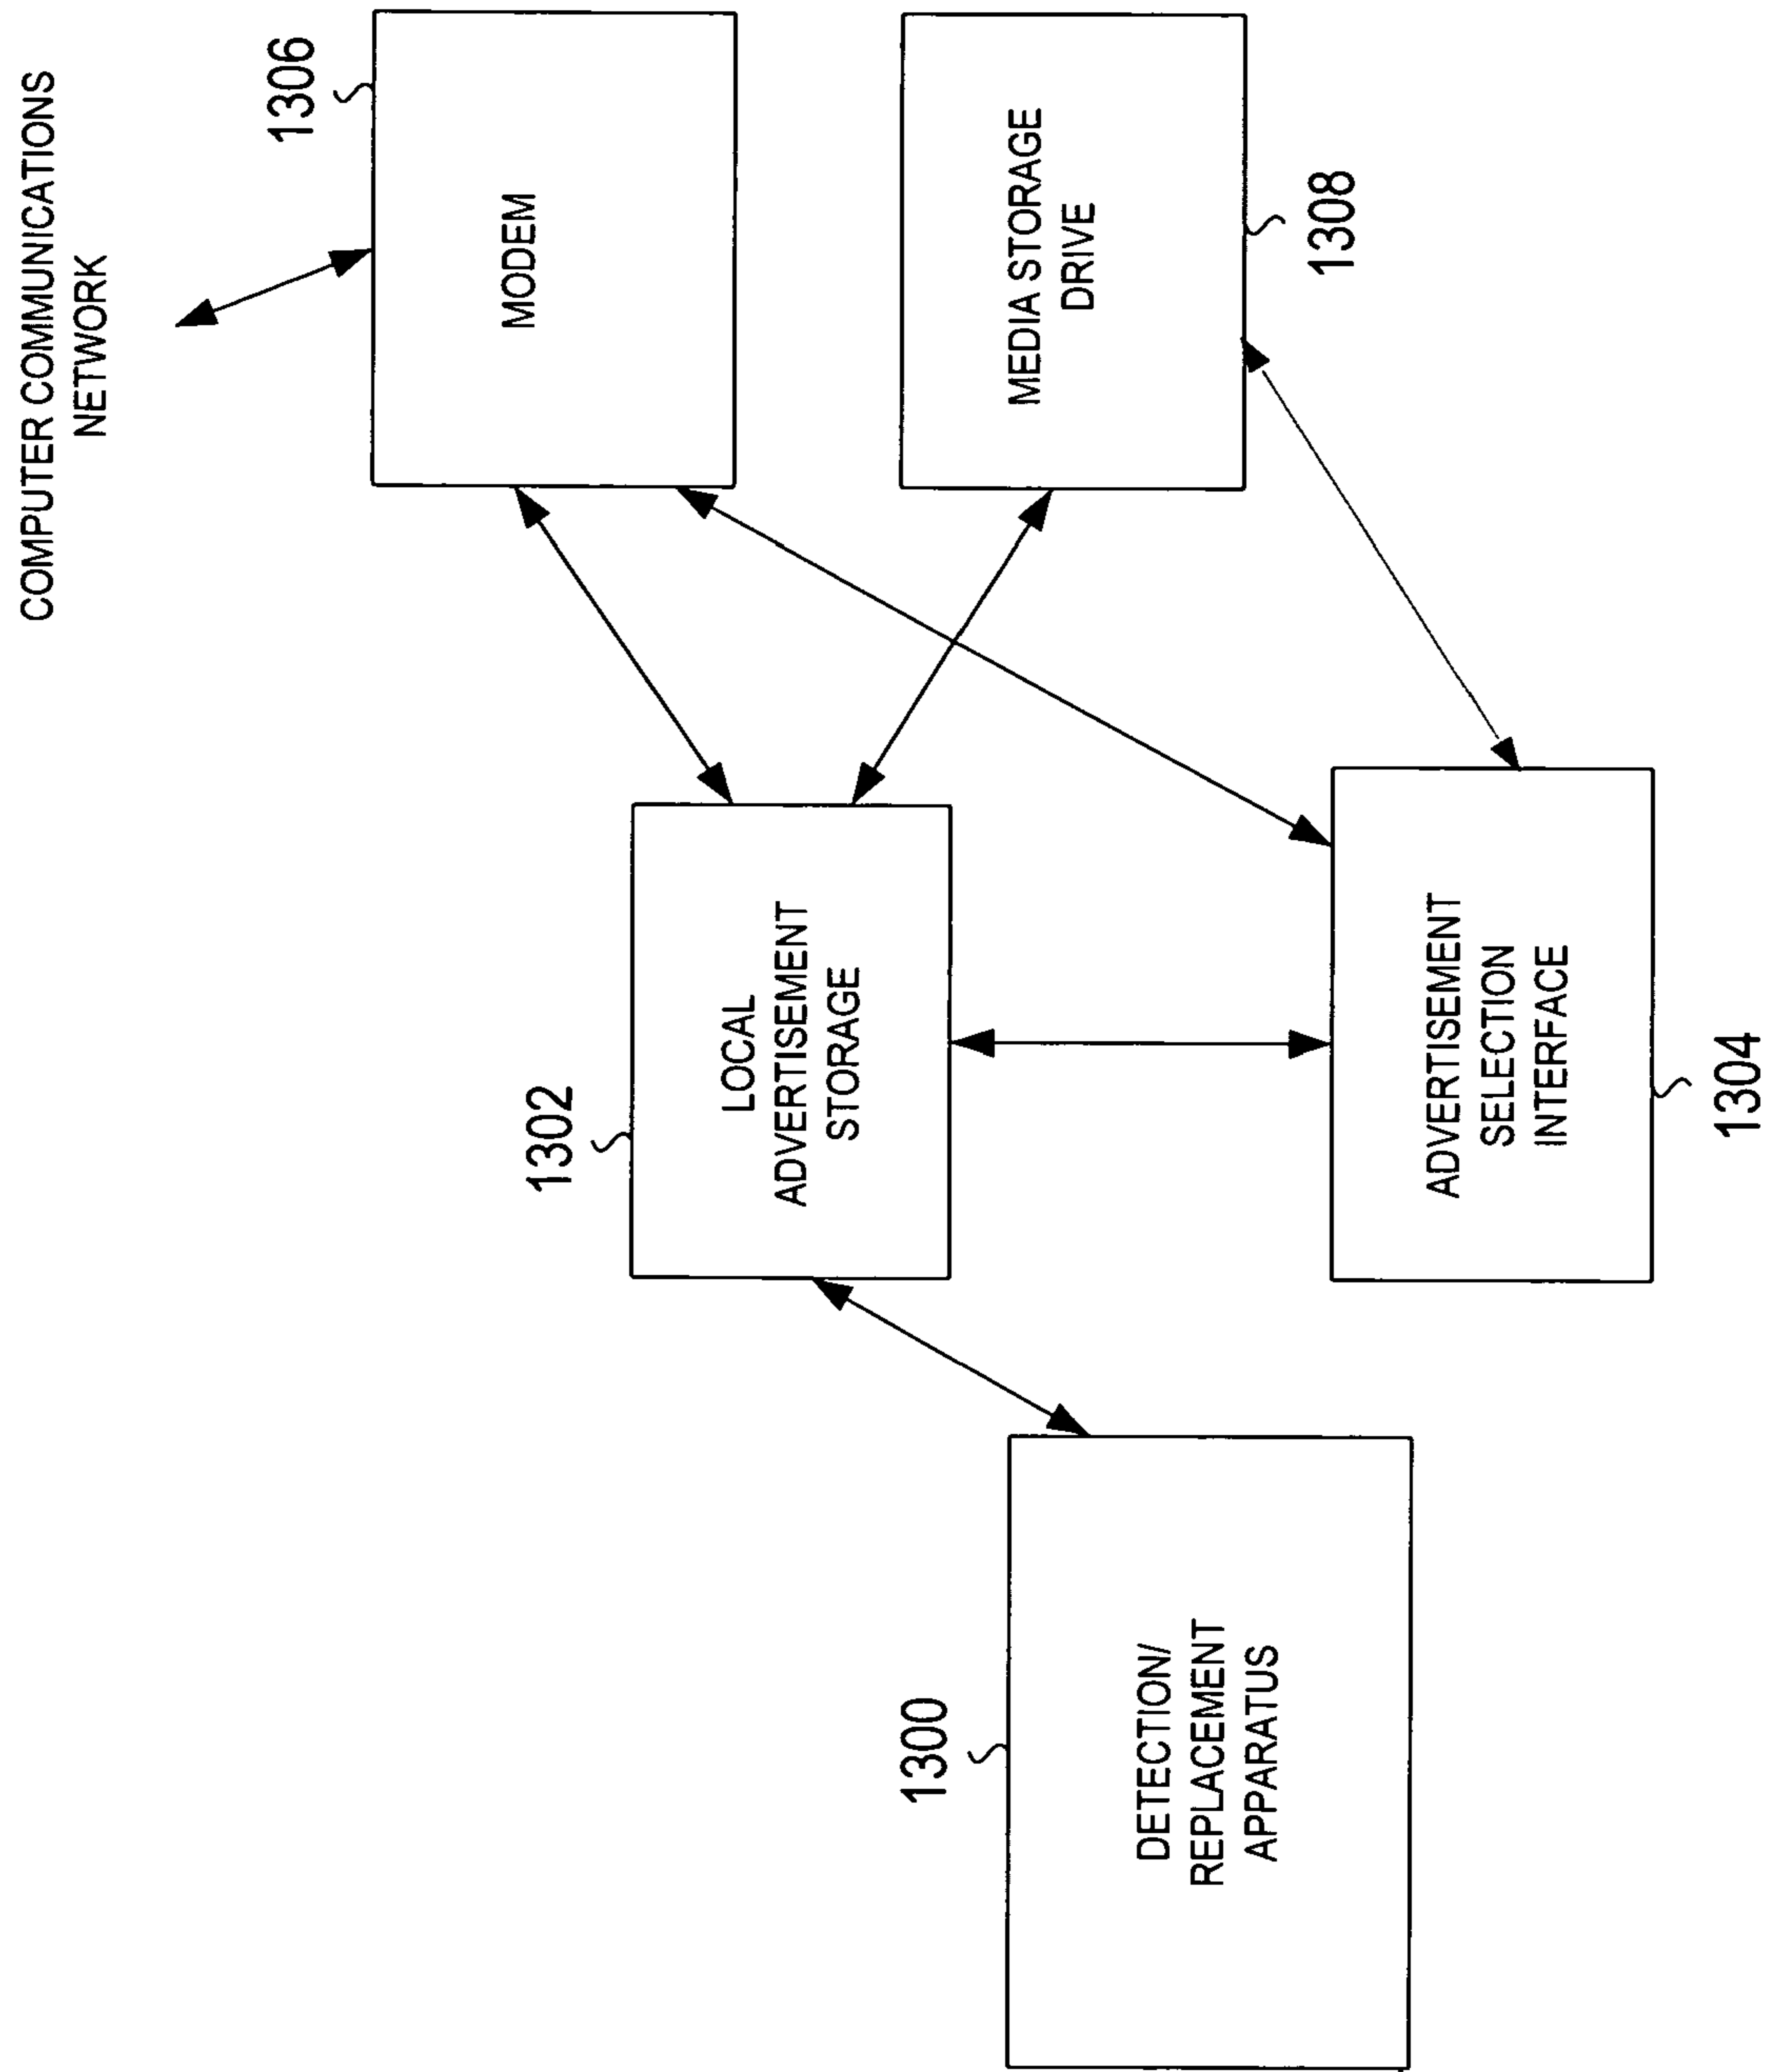 COMPUTER COMMUNICATIONS
NETWORK
1306
MODEM
MEDIA STORAGE
DRIVE
1308
1302
LOCAL
ADVERTISEMENT
STORAGE
ADVERTISEMENT
SELECTION
INTERFACE
1304
1300
DETECTION/
REPLACEMENT
APPARATUS